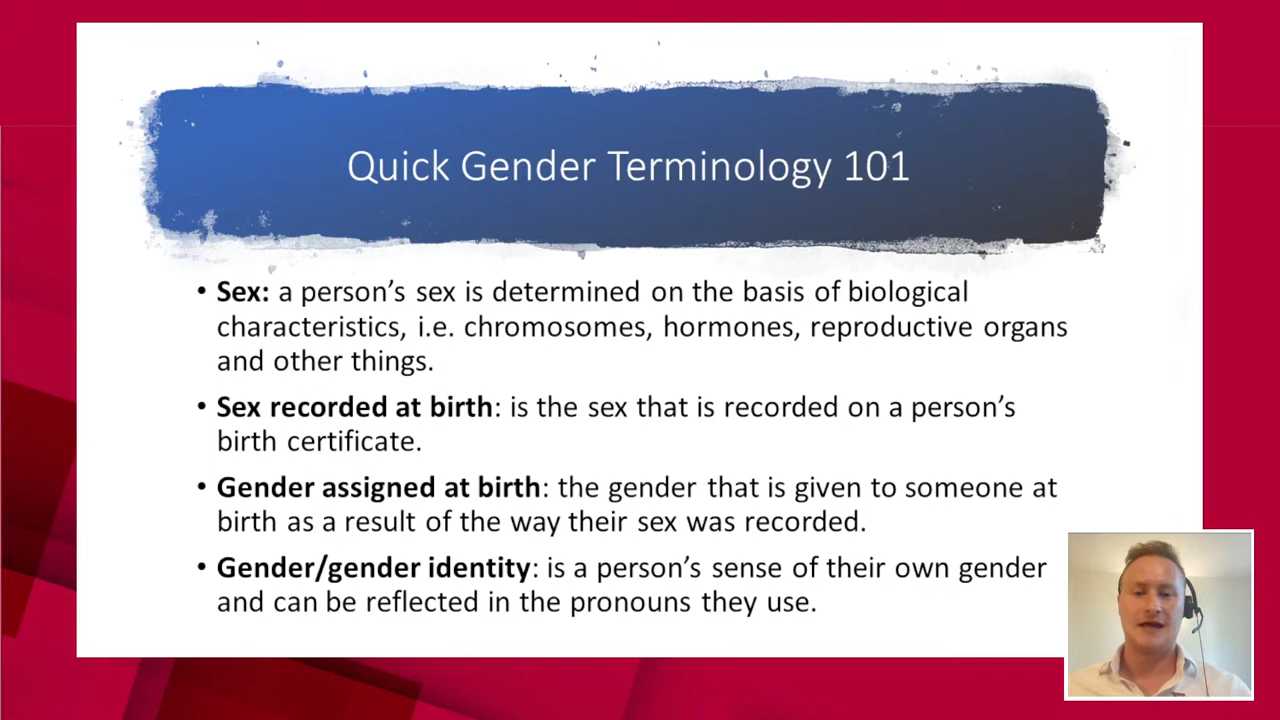 Quick Gender Terminology 101
• Sex: a person's sex is determined on the basis of biological
characteristics, i.e. chromosomes, hormones, reproductive organs
and other things.
• Sex recorded at birth: is the sex that is recorded on a person's
birth certificate.
• Gender assigned at birth: the gender that is given to someone at
birth as a result of the way their sex was recorded.
• Gender/gender identity: is a person's sense of their own gender
and can be reflected in the pronouns they use.